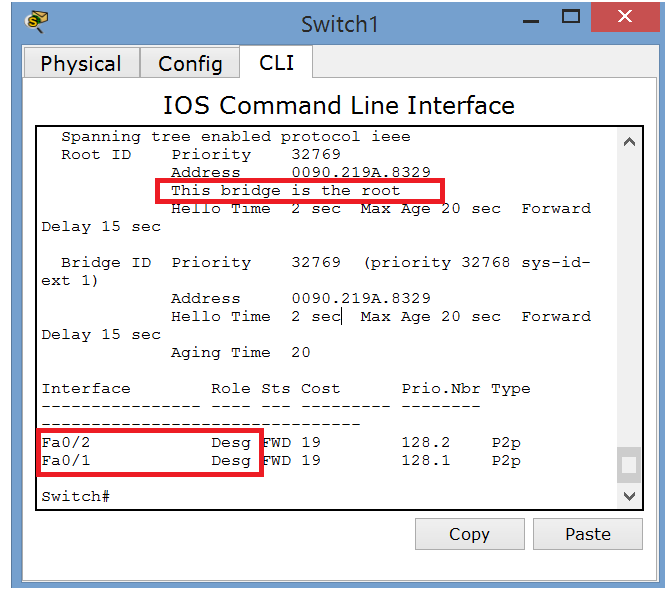 Switch1
Physical Config CLI
IOS Command Line Interface
Spanning tree enabled protocol ieee
Root ID Priority 32769
Address 0090.219A.8329
This bridge is the root
Hello Time 2 sec Max Age 20 sec Forward
Delay 15 sec
Bridge ID Priority 32769 (priority 32768 sys-id-
ext 1)
Address 0090.219A.8329
Hello Time 2 sec Max Age 20 sec Forward
Delay 15 sec
Aging Time 20
Interface Role Sts Cost Prio.Nbr Type
---------------- ---- --- --------- --------
--------------------------------
Fa0/2 Desg FWD 19 128.2 P2p
Fa0/1 Desg FWD 19 128.1 P2p
Switch#
Copy Paste